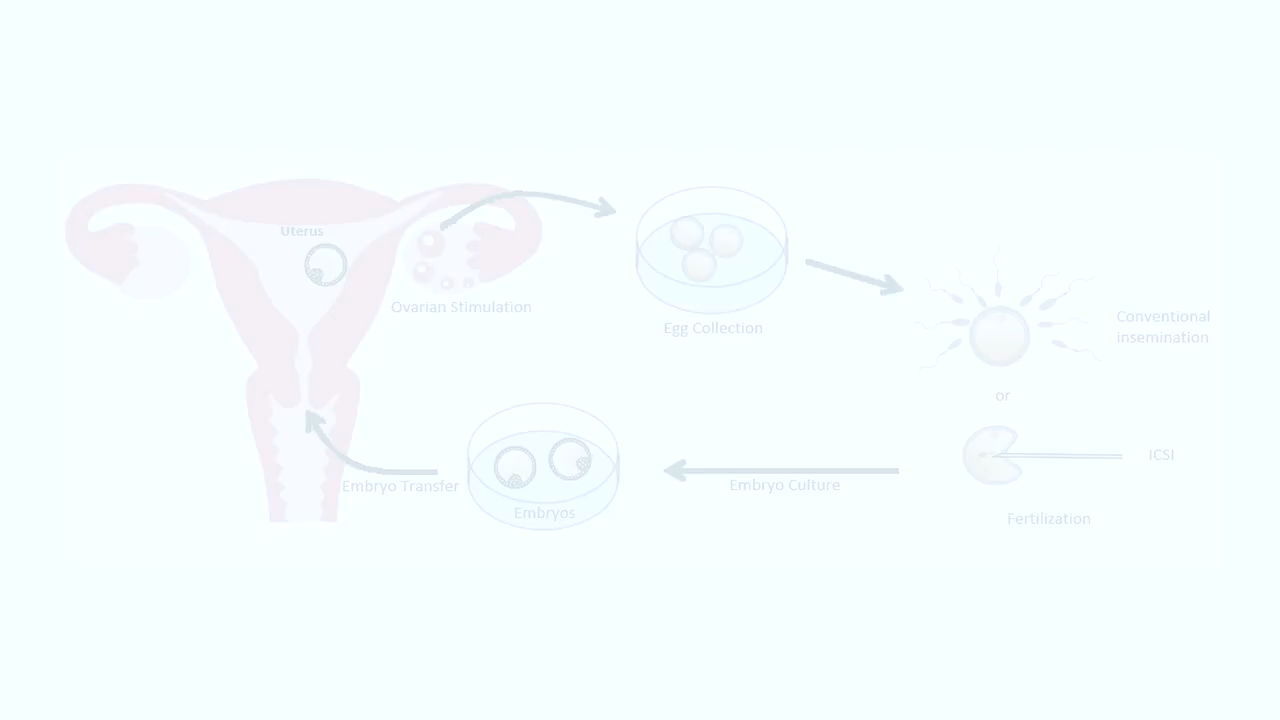 Uterus
Ovarian Stimulation
Egg Collection
Conventional
insemination
or
ICSI
Fertilization
Embryo Culture
Embryos
Embryo Transfer